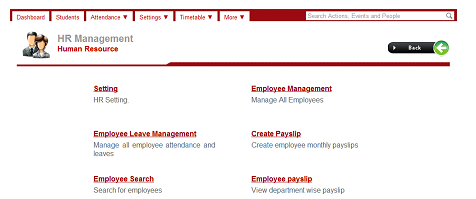 Dashboard Students Attendance ▼ Settings ▼ Timetable ▼ More ▼ Search Actions, Events and People
HR Management
Human Resource
Back
Setting Employee Management
HR Setting. Manage All Employees
Employee Leave Management Create Payslip
Manage all employee attendance and Create employee monthly payslips
leaves
Employee Search Employee payslip
Search for employees View department wise payslip